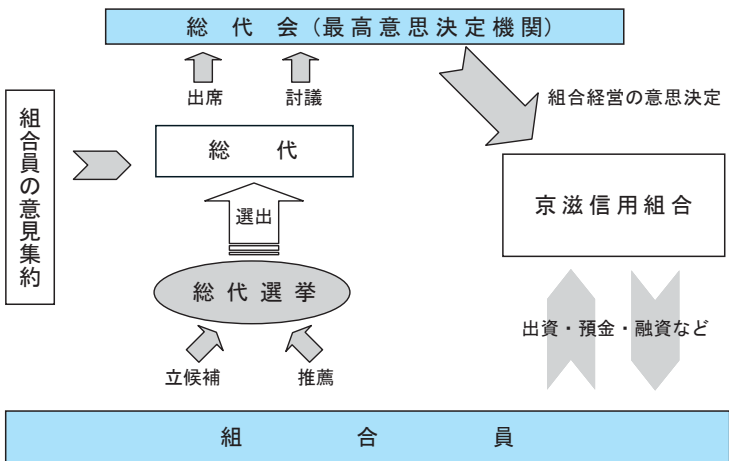 総代会（最高意思決定機関）
出席
討議
組合経営の意思決定
組合員の意見集約
総代
京滋信用組合
選出
総代選挙
出資・預金・融資など
立候補
推薦
組合員